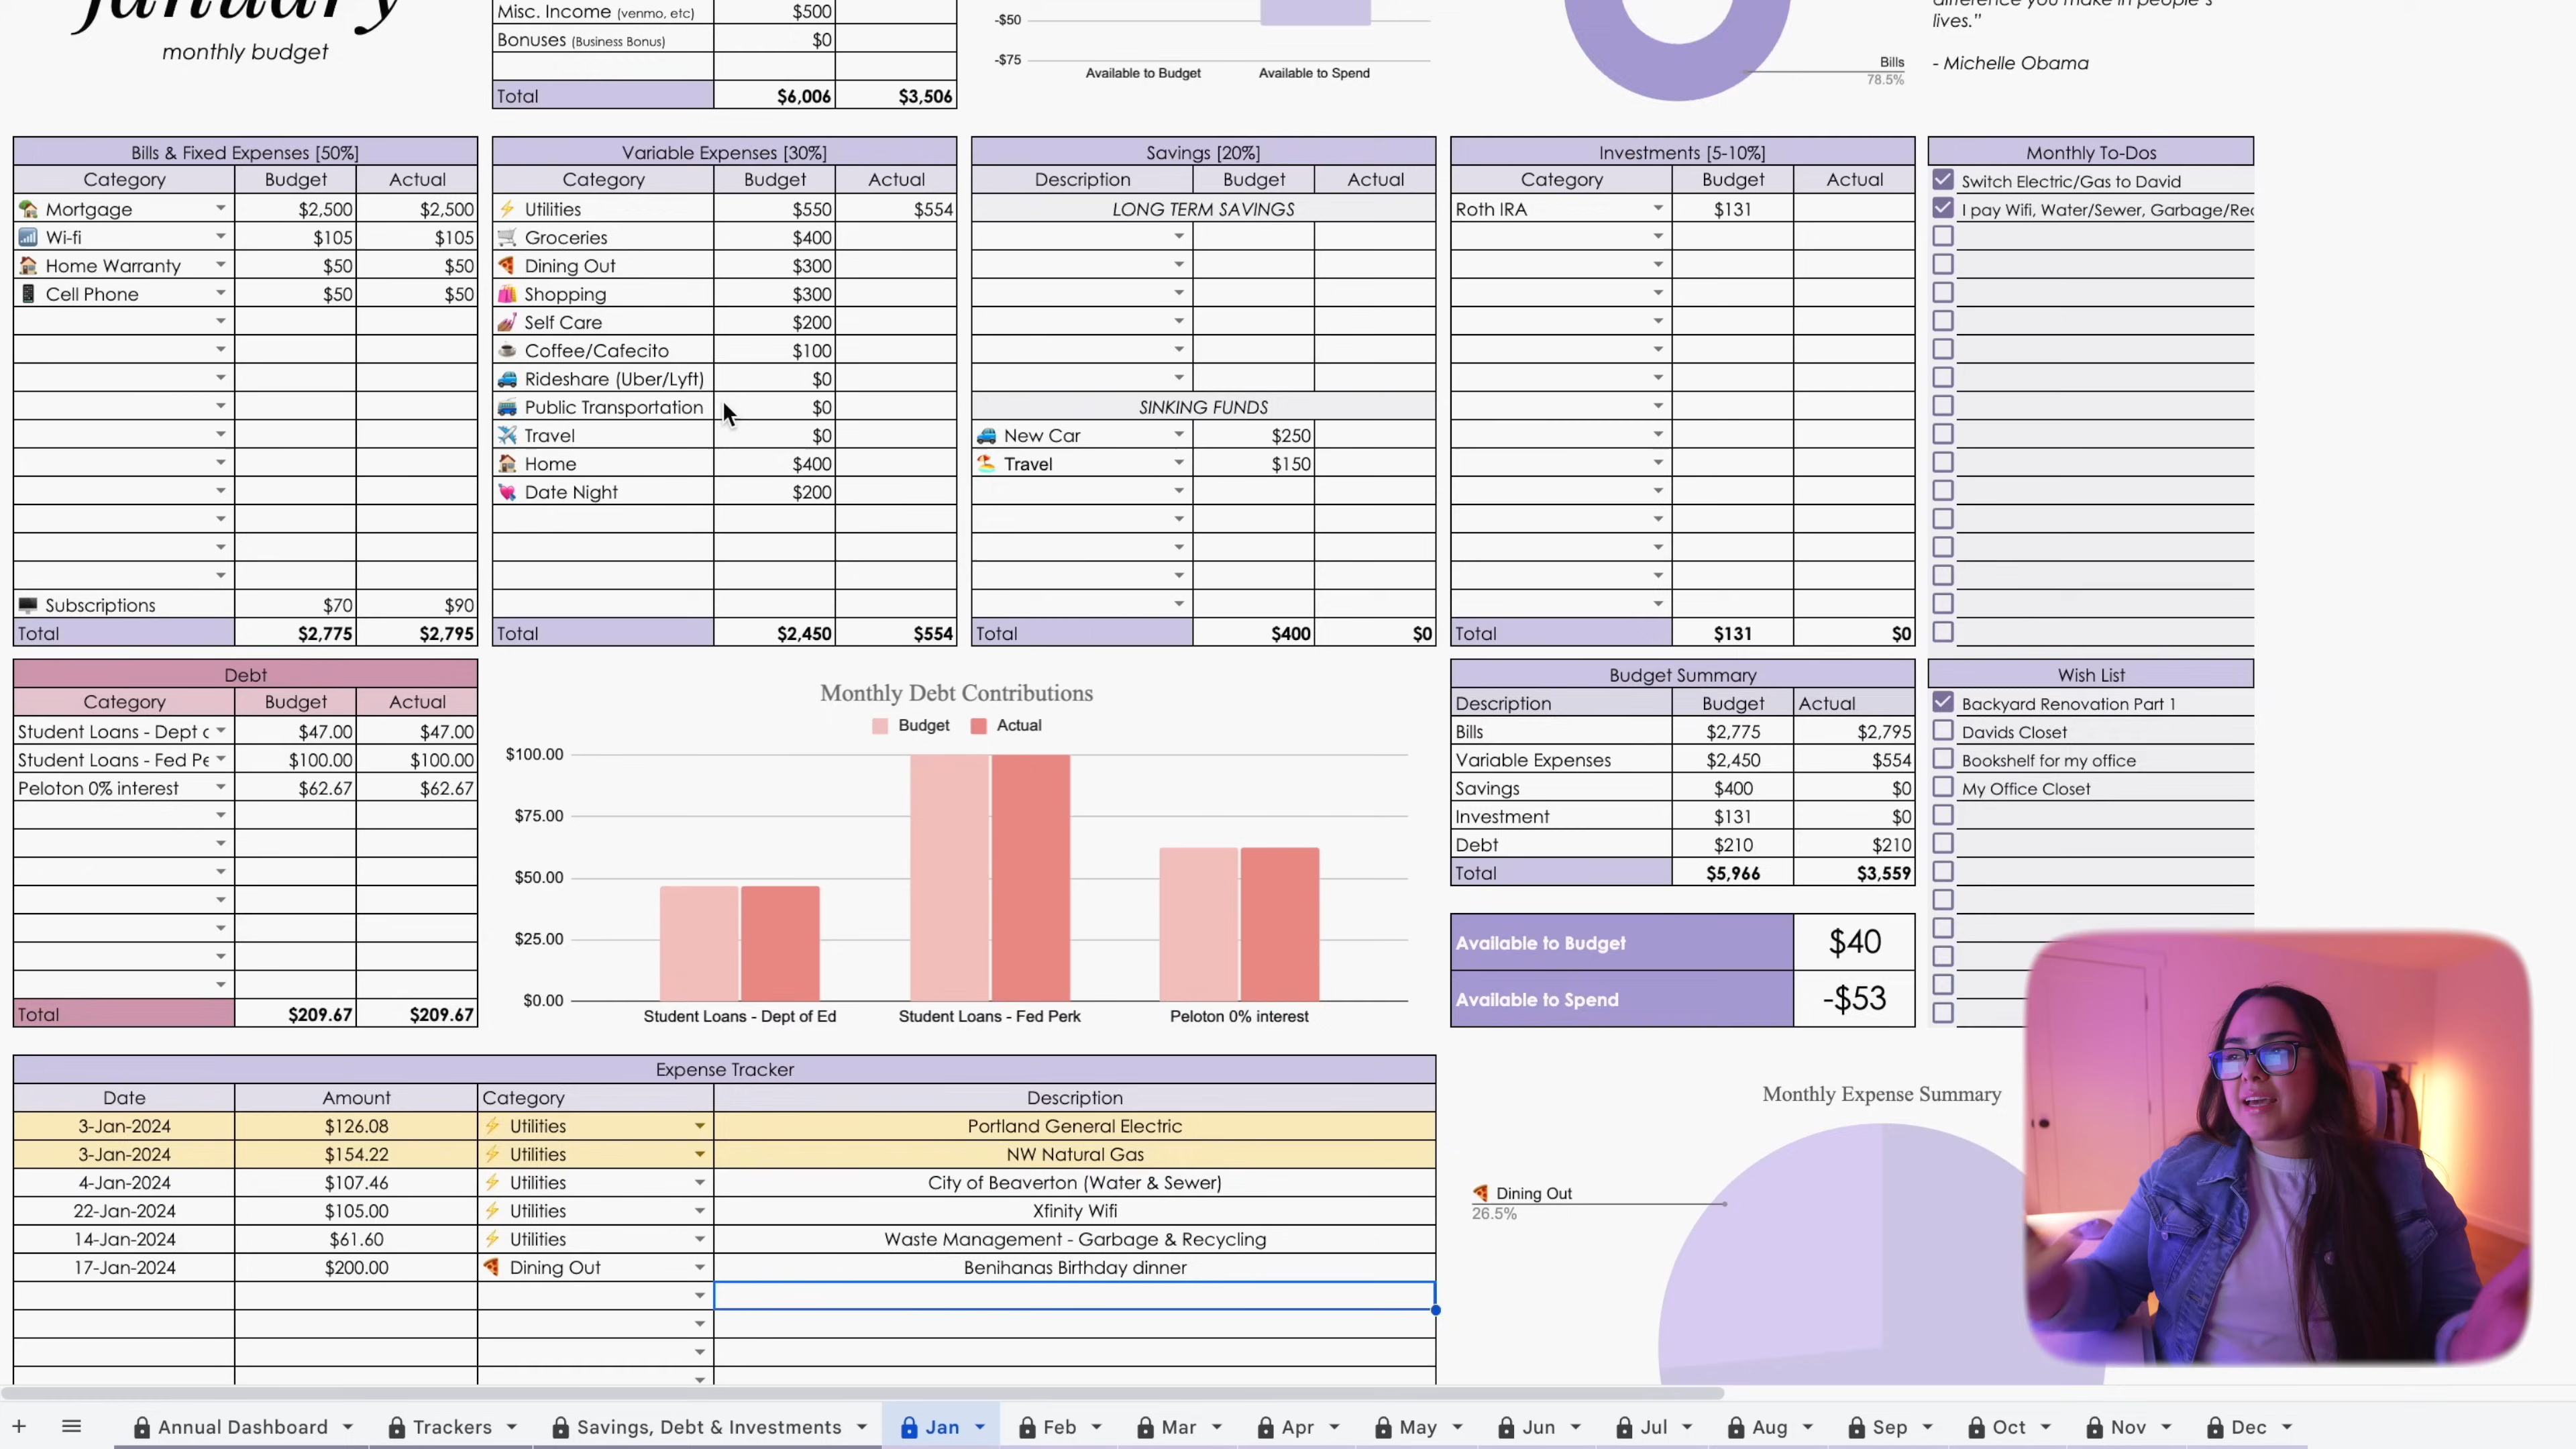 January
monthly budget
Misc. Income (venmo, etc) $500
Bonuses (Business Bonus) $0
Total $6,006 $3,506
-$50
-$75
Available to Budget Available to Spend
Bills
78.5%
difference you make in people's
lives."
- Michelle Obama
Bills & Fixed Expenses [50%]
Category Budget Actual
Mortgage $2,500 $2,500
Wi-fi $105 $105
Home Warranty $50 $50
Cell Phone $50 $50
Subscriptions $70 $90
Total $2,775 $2,795
Variable Expenses [30%]
Category Budget Actual
Utilities $550 $554
Groceries $400
Dining Out $300
Shopping $300
Self Care $200
Coffee/Cafecito $100
Rideshare (Uber/Lyft) $0
Public Transportation $0
Travel $0
Home $400
Date Night $200
Total $2,450 $554
Savings [20%]
Description Budget Actual
LONG TERM SAVINGS
SINKING FUNDS
New Car $250
Travel $150
Total $400 $0
Investments [5-10%]
Category Budget Actual
Roth IRA $131
Total $131 $0
Monthly To-Dos
Switch Electric/Gas to David
I pay Wifi, Water/Sewer, Garbage/Rec
Debt
Category Budget Actual
Student Loans - Dept c $47.00 $47.00
Student Loans - Fed Pe $100.00 $100.00
Peloton 0% interest $62.67 $62.67
Total $209.67 $209.67
Monthly Debt Contributions
Budget Actual
$100.00
$75.00
$50.00
$25.00
$0.00
Student Loans - Dept of Ed Student Loans - Fed Perk Peloton 0% interest
Budget Summary
Description Budget Actual
Bills $2,775 $2,795
Variable Expenses $2,450 $554
Savings $400 $0
Investment $131 $0
Debt $210 $210
Total $5,966 $3,559
Available to Budget $40
Available to Spend -$53
Wish List
Backyard Renovation Part 1
Davids Closet
Bookshelf for my office
My Office Closet
Expense Tracker
Date Amount Category Description
3-Jan-2024 $126.08 Utilities Portland General Electric
3-Jan-2024 $154.22 Utilities NW Natural Gas
4-Jan-2024 $107.46 Utilities City of Beaverton (Water & Sewer)
22-Jan-2024 $105.00 Utilities Xfinity Wifi
14-Jan-2024 $61.60 Utilities Waste Management - Garbage & Recycling
17-Jan-2024 $200.00 Dining Out Benihanas Birthday dinner
Monthly Expense Summary
Dining Out
26.5%
Annual Dashboard Trackers Savings, Debt & Investments Jan Feb Mar Apr May Jun Jul Aug Sep Oct Nov Dec